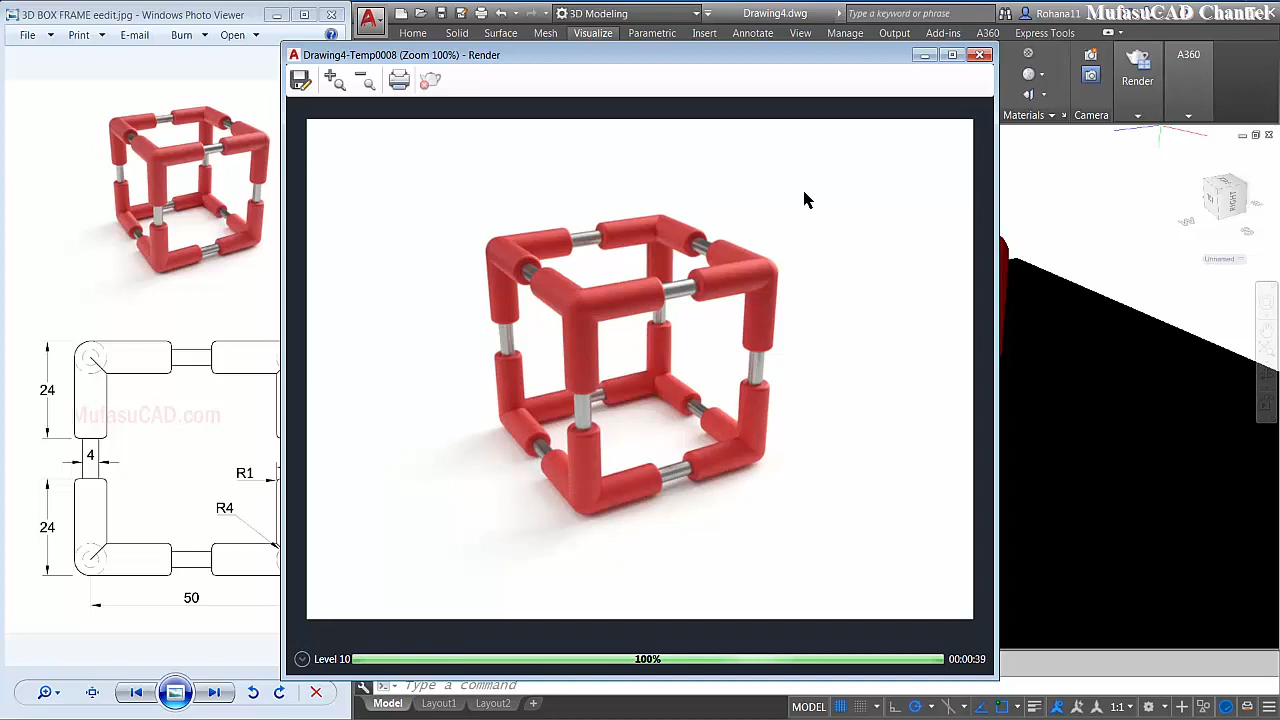 3D BOX FRAME eedit.jpg - Windows Photo Viewer
File Print E-mail Burn Open
3D Modeling Drawing4.dwg Type a keyword or phrase Rohana11
MufasuCAD Channel
Home Solid Surface Mesh Visualize Parametric Insert Annotate View Manage Output Add-ins A360 Express Tools
Drawing4-Temp0008 (Zoom 100%) - Render
Render
A360
Materials
Camera
Unnamed
24
MufasuCAD.com
4
R1
R4
24
50
Level 10 100% 00:00:39
Type a command
Model Layout1 Layout2 +
MODEL 1:1